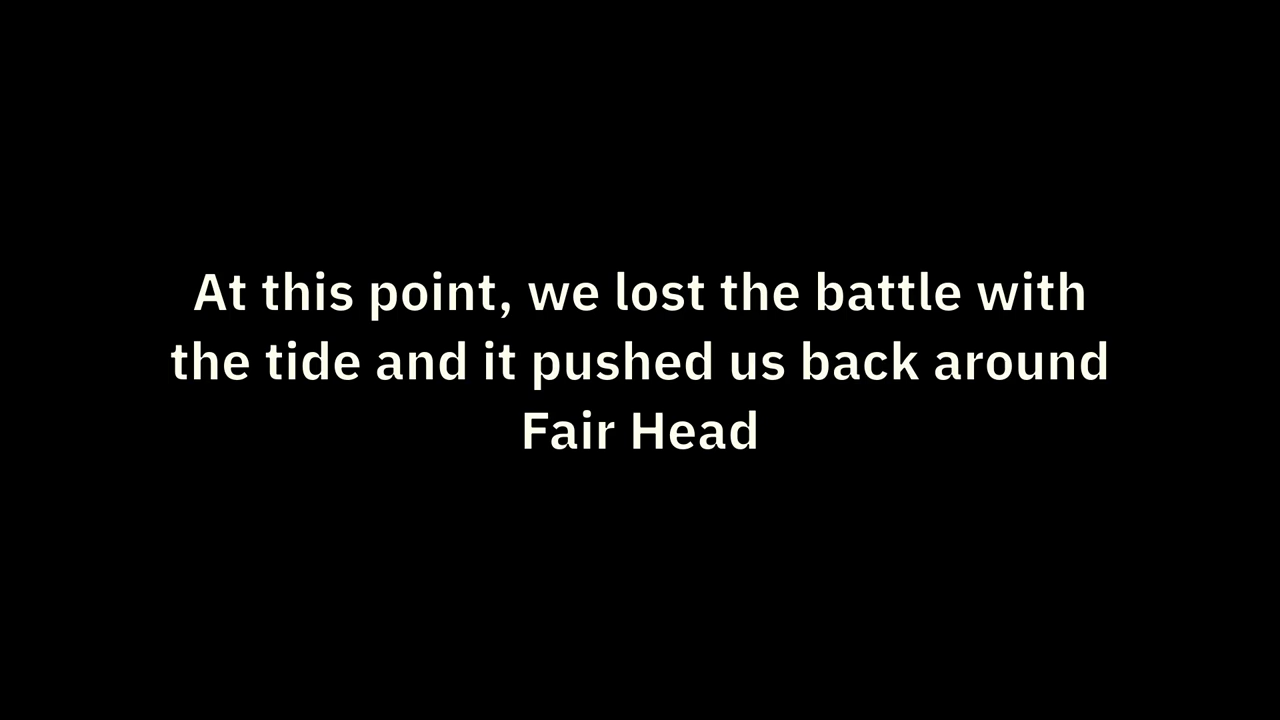 At this point, we lost the battle with
the tide and it pushed us back around
Fair Head